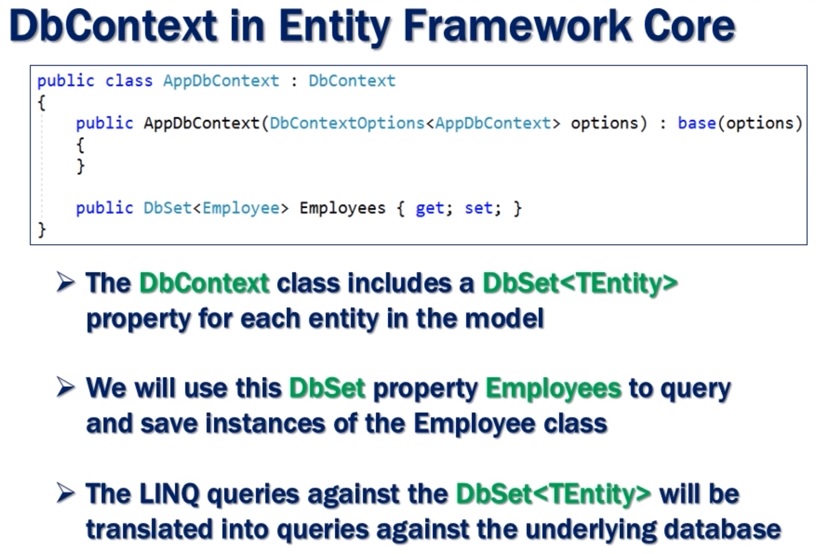 DbContext in Entity Framework Core
public class AppDbContext : DbContext
{
public AppDbContext(DbContextOptions<AppDbContext> options) : base(options)
{
}
public DbSet<Employee> Employees { get; set; }
}
The DbContext class includes a DbSet<TEntity>
property for each entity in the model
We will use this DbSet property Employees to query
and save instances of the Employee class
The LINQ queries against the DbSet<TEntity> will be
translated into queries against the underlying database